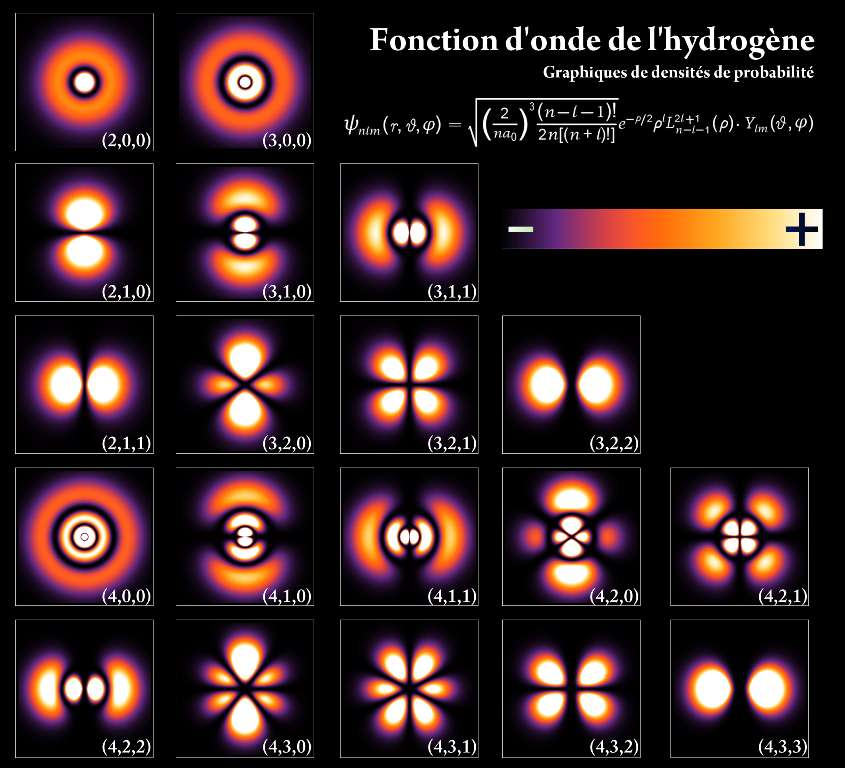 Fonction d'onde de l'hydrogène
Graphiques de densités de probabilité
ψnlm(r, ϑ, φ) = √((2/na₀)³ (n−l−1)!/2n[(n+l)!]) e^−ρ/2 ρ^l L^2l+1_n−l−1(ρ) · Ylm(ϑ, φ)
(2,0,0) (3,0,0)
− +
(2,1,0) (3,1,0) (3,1,1)
(2,1,1) (3,2,0) (3,2,1) (3,2,2)
(4,0,0) (4,1,0) (4,1,1) (4,2,0) (4,2,1)
(4,2,2) (4,3,0) (4,3,1) (4,3,2) (4,3,3)